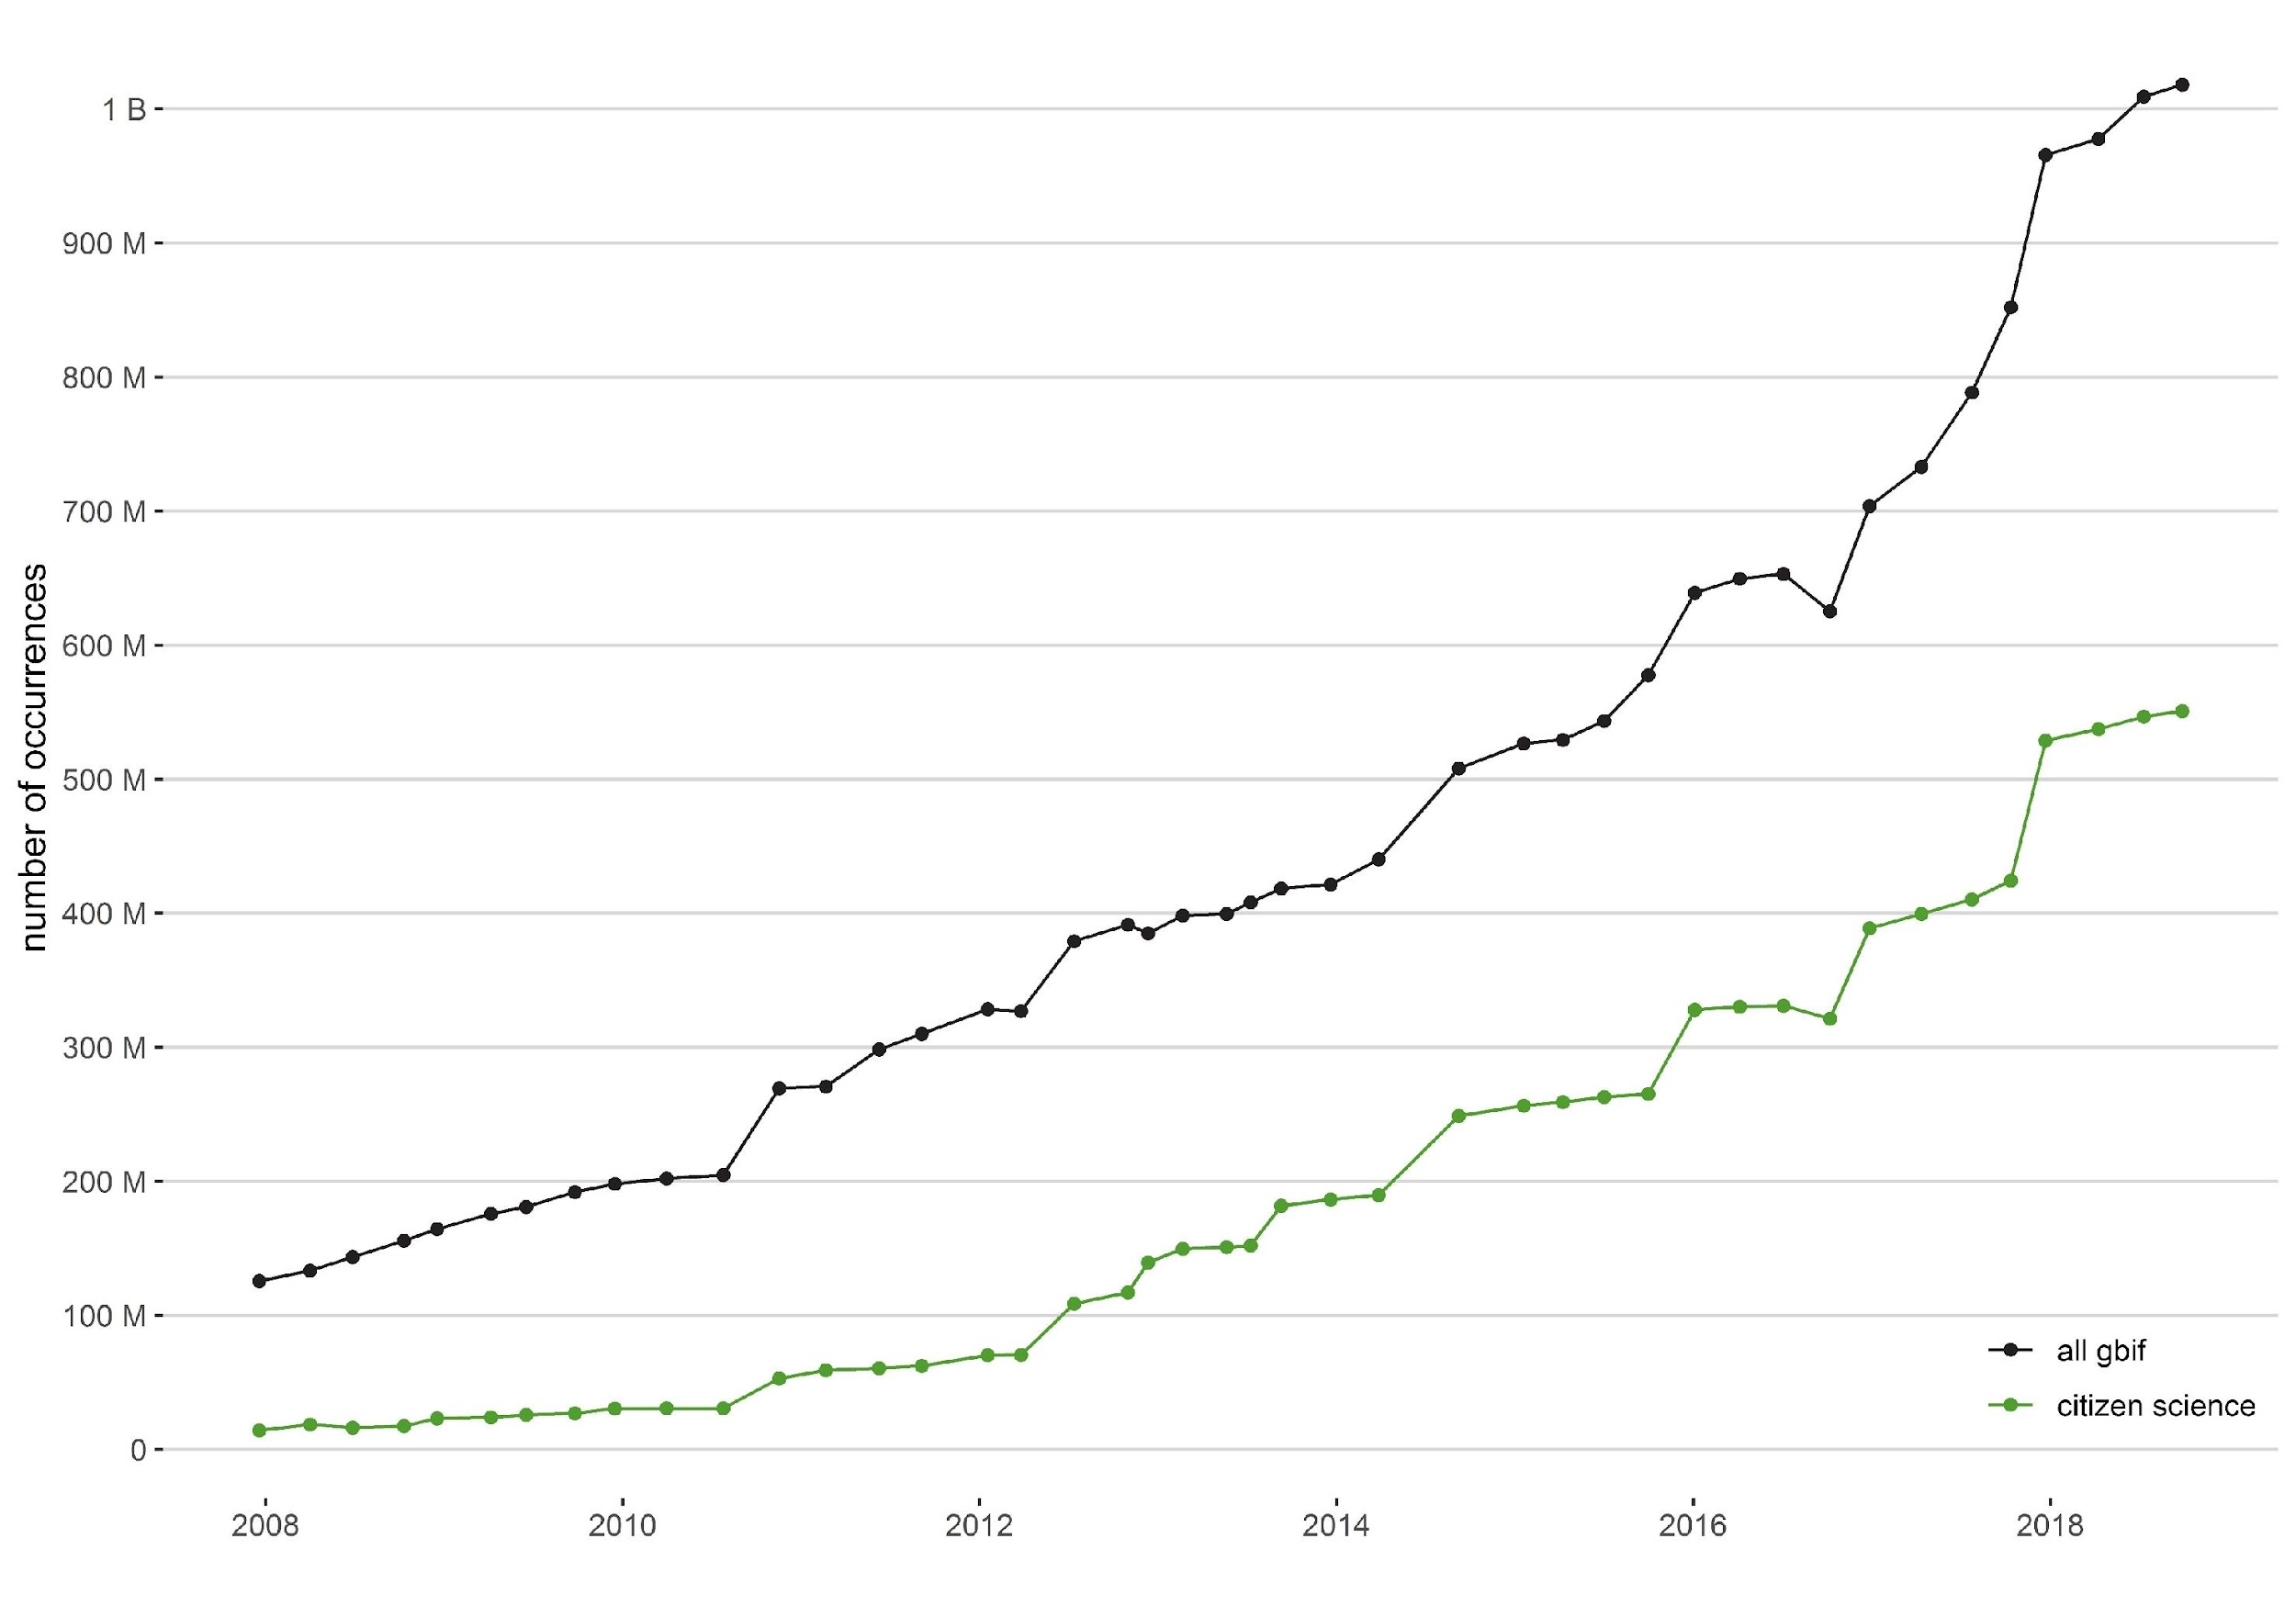 1 B
900 M
800 M
700 M
600 M
500 M
400 M
300 M
200 M
100 M
0
number of occurrences
all gbif
citizen science
2008 2010 2012 2014 2016 2018